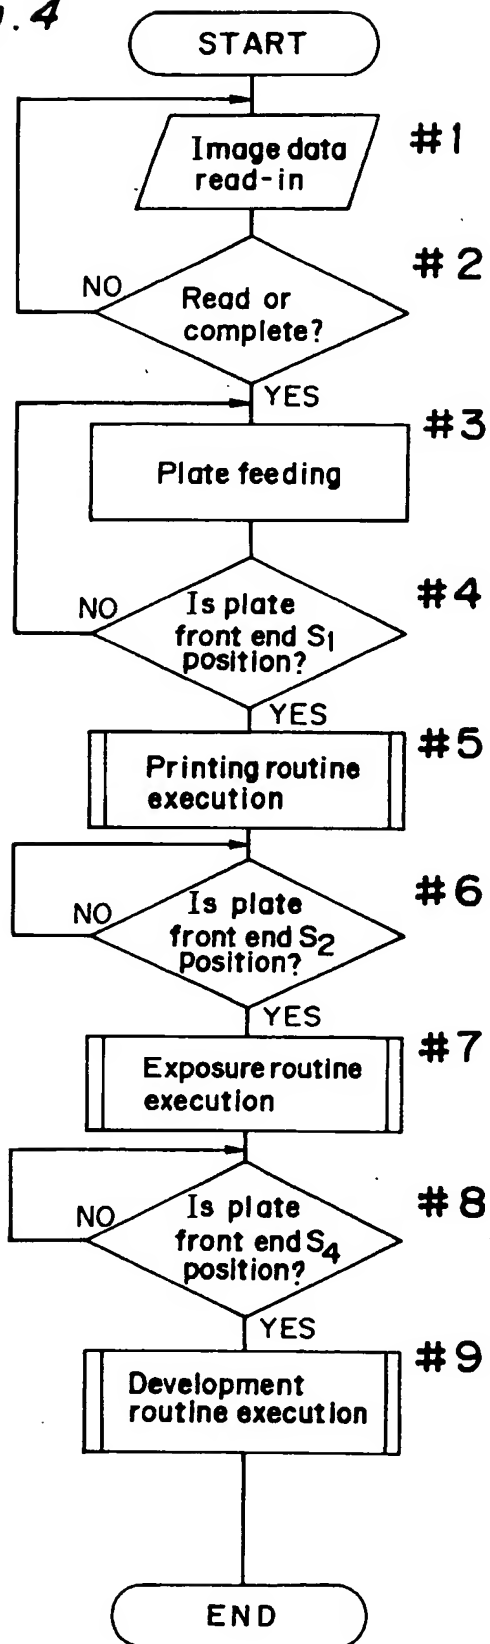 .4
START
Image data
read-in
#1
#2
NO
Read or
complete?
YES
#3
Plate feeding
#4
NO
Is plate
front end S1
position?
YES
#5
Printing routine
execution
#6
NO
Is plate
front end S2
Position?
YES
#7
Exposure routine
execution
#8
NO
Is plate
front end S4
position?
YES
#9
Development
routine execution
END